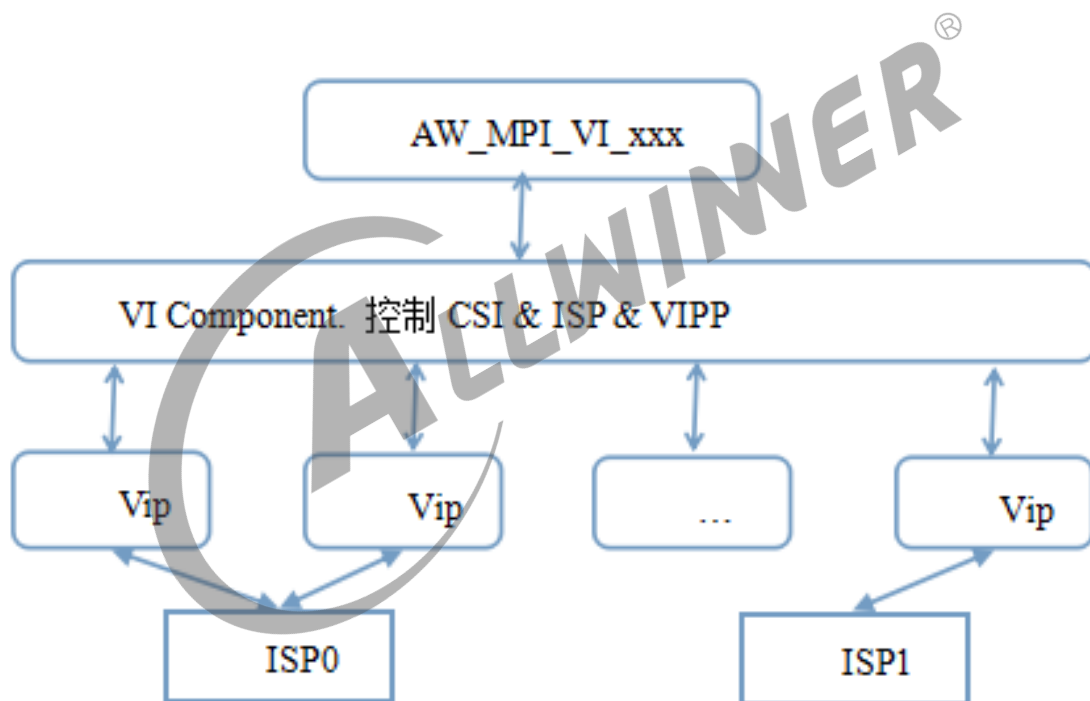 AW_MPI_VI_xxx
VI Component. 控制 CSI & ISP & VIPP
Vip
Vip
...
Vip
ISP0
ISP1
ALLWINNER®